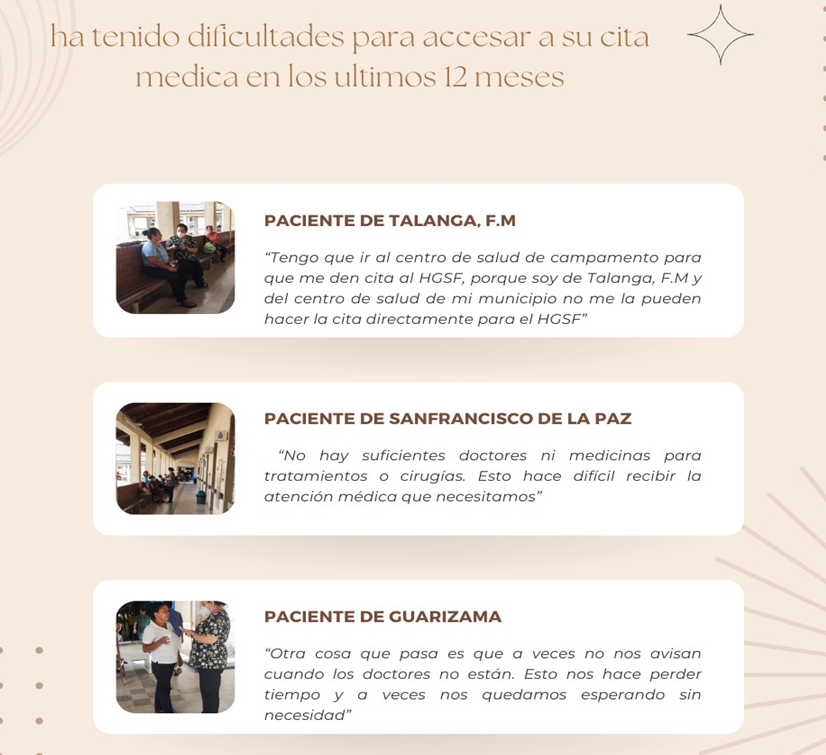 ha tenido dificultades para accesar a su cita
medica en los ultimos 12 meses
PACIENTE DE TALANGA, F.M
“Tengo que ir al centro de salud de campamento para
que me den cita al HGSF, porque soy de Talanga, F.M y
del centro de salud de mi municipio no me la pueden
hacer la cita directamente para el HGSF”
PACIENTE DE SANFRANCISCO DE LA PAZ
“No hay suficientes doctores ni medicinas para
tratamientos o cirugías. Esto hace difícil recibir la
atención médica que necesitamos”
PACIENTE DE GUARIZAMA
“Otra cosa que pasa es que a veces no nos avisan
cuando los doctores no están. Esto nos hace perder
tiempo y a veces nos quedamos esperando sin
necesidad”